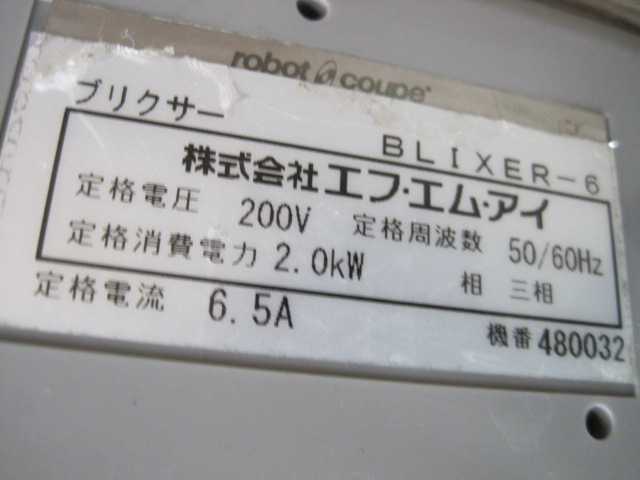 robot coupe
ブリクサー BLIXER-6
株式会社エフ・エム・アイ
定格電圧 200V 定格周波数 50/60Hz
定格消費電力 2.0kW 相 三相
定格電流 6.5A 機番 480032